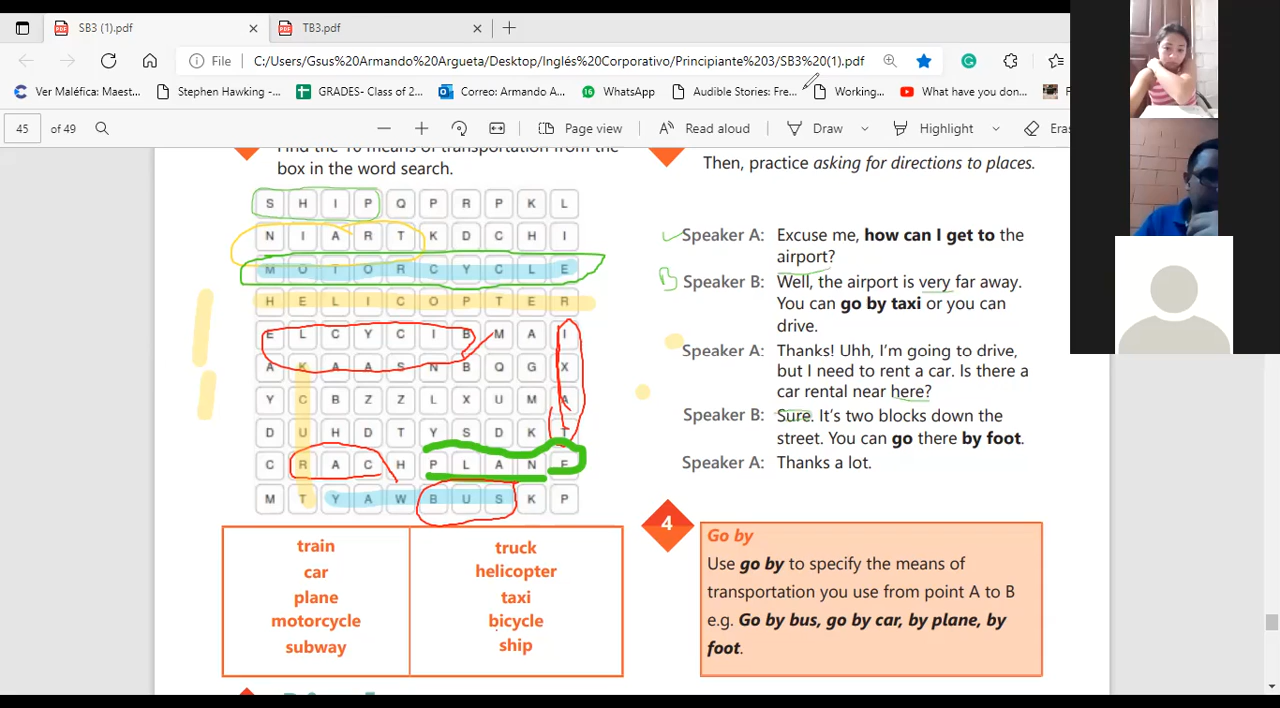 SB3 (1).pdf
TB3.pdf
File
C:/Users/Gsus%20Armando%20Argueta/Desktop/Inglés%20Corporativo/Principiante%203/SB3%20(1).pdf
Ver Maléfica: Maest...
Stephen Hawking -...
GRADES- Class of 2...
Correo: Armando A...
WhatsApp
Audible Stories: Fre...
Working...
What have you don...
45
of 49
Page view
Read aloud
Draw
Highlight
box in the word search.
Then, practice asking for directions to places.
S H I P Q P R P K L
N I A R T K D C H I
M O T O R C Y C L E
H E L I C O P T E R
E L C Y C I B M A I
A K A A S N B Q G X
Y C B Z Z L X U M A
D U H D T Y S D K T
C R A C H P L A N E
M T Y A W B U S K P
Speaker A: Excuse me, how can I get to the
airport?
B
Speaker B: Well, the airport is very far away.
You can go by taxi or you can
drive.
Speaker A: Thanks! Uhh, I'm going to drive,
but I need to rent a car. Is there a
car rental near here?
Speaker B: Sure. It's two blocks down the
street. You can go there by foot.
Speaker A: Thanks a lot.
train
car
plane
motorcycle
subway
truck
helicopter
taxi
bicycle
ship
4
Go by
Use go by to specify the means of
transportation you use from point A to B
e.g. Go by bus, go by car, by plane, by
foot.